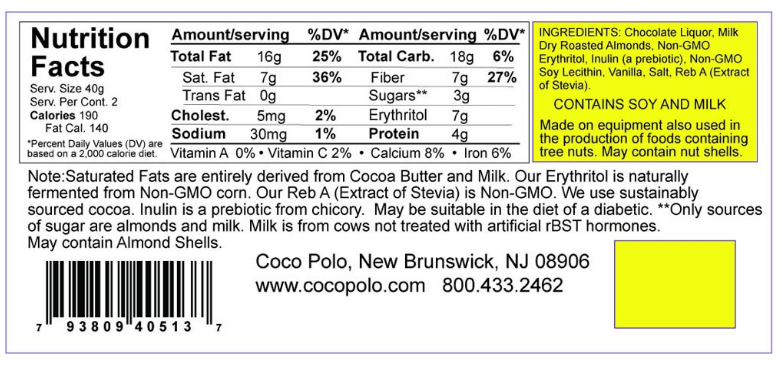 Nutrition
Facts
Serv. Size 40g
Serv. Per Cont. 2
Calories 190
Fat Cal. 140
*Percent Daily Values (DV) are
based on a 2,000 calorie diet.
Amount/serving %DV* Amount/serving %DV*
Total Fat 16g 25% Total Carb. 18g 6%
Sat. Fat 7g 36% Fiber 7g 27%
Trans Fat 0g Sugars** 3g
Cholest. 5mg 2% Erythritol 7g
Sodium 30mg 1% Protein 4g
Vitamin A 0% • Vitamin C 2% • Calcium 8% • Iron 6%
INGREDIENTS: Chocolate Liquor, Milk
Dry Roasted Almonds, Non-GMO
Erythritol, Inulin (a prebiotic), Non-GMO
Soy Lecithin, Vanilla, Salt, Reb A (Extract
of Stevia).
CONTAINS SOY AND MILK
Made on equipment also used in
the production of foods containing
tree nuts. May contain nut shells.
Note:Saturated Fats are entirely derived from Cocoa Butter and Milk. Our Erythritol is naturally
fermented from Non-GMO corn. Our Reb A (Extract of Stevia) is Non-GMO. We use sustainably
sourced cocoa. Inulin is a prebiotic from chicory. May be suitable in the diet of a diabetic. **Only sources
of sugar are almonds and milk. Milk is from cows not treated with artificial rBST hormones.
May contain Almond Shells.
Coco Polo, New Brunswick, NJ 08906
www.cocopolo.com 800.433.2462
7 93809 40513 7